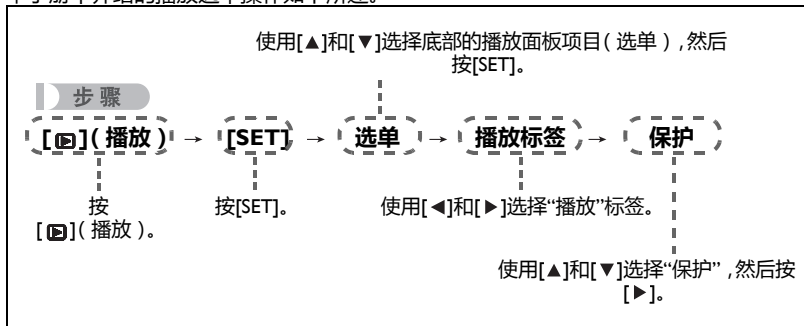 使用[▲]和[▼]选择底部的播放面板项目(选单),然后
按[SET]。
步骤
[▶](播放) → [SET] → 选单 → 播放标签 → 保护
按
[▶](播放)。
按[SET]。
使用[◀]和[▶]选择“播放”标签。
使用[▲]和[▼]选择“保护”,然后按
[▶]。